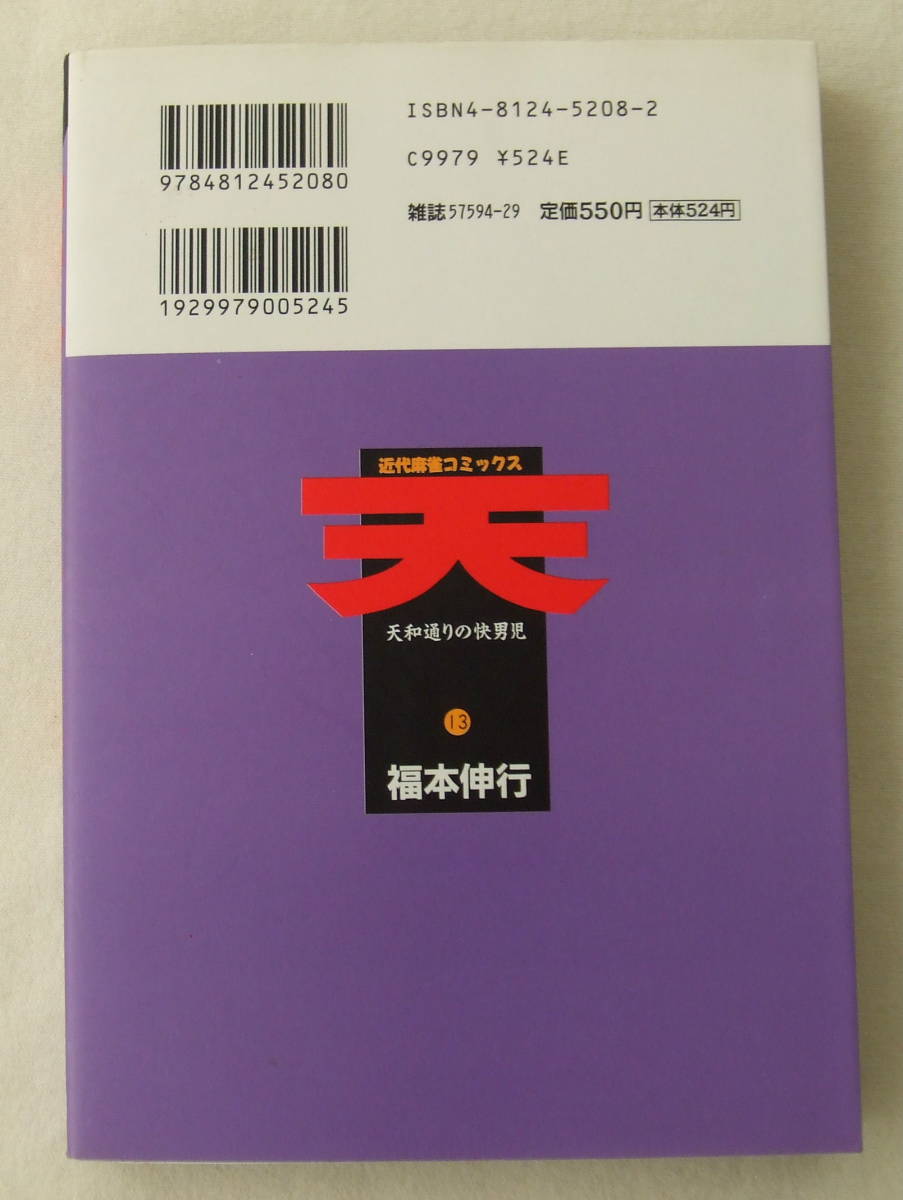 9784812452080
ISBN4-8124-5208-2
C9979 ¥524E
雑誌57594-29 定価550円 本体524円
1929979005245
近代麻雀コミックス
天
天和通りの快男児
13
福本伸行